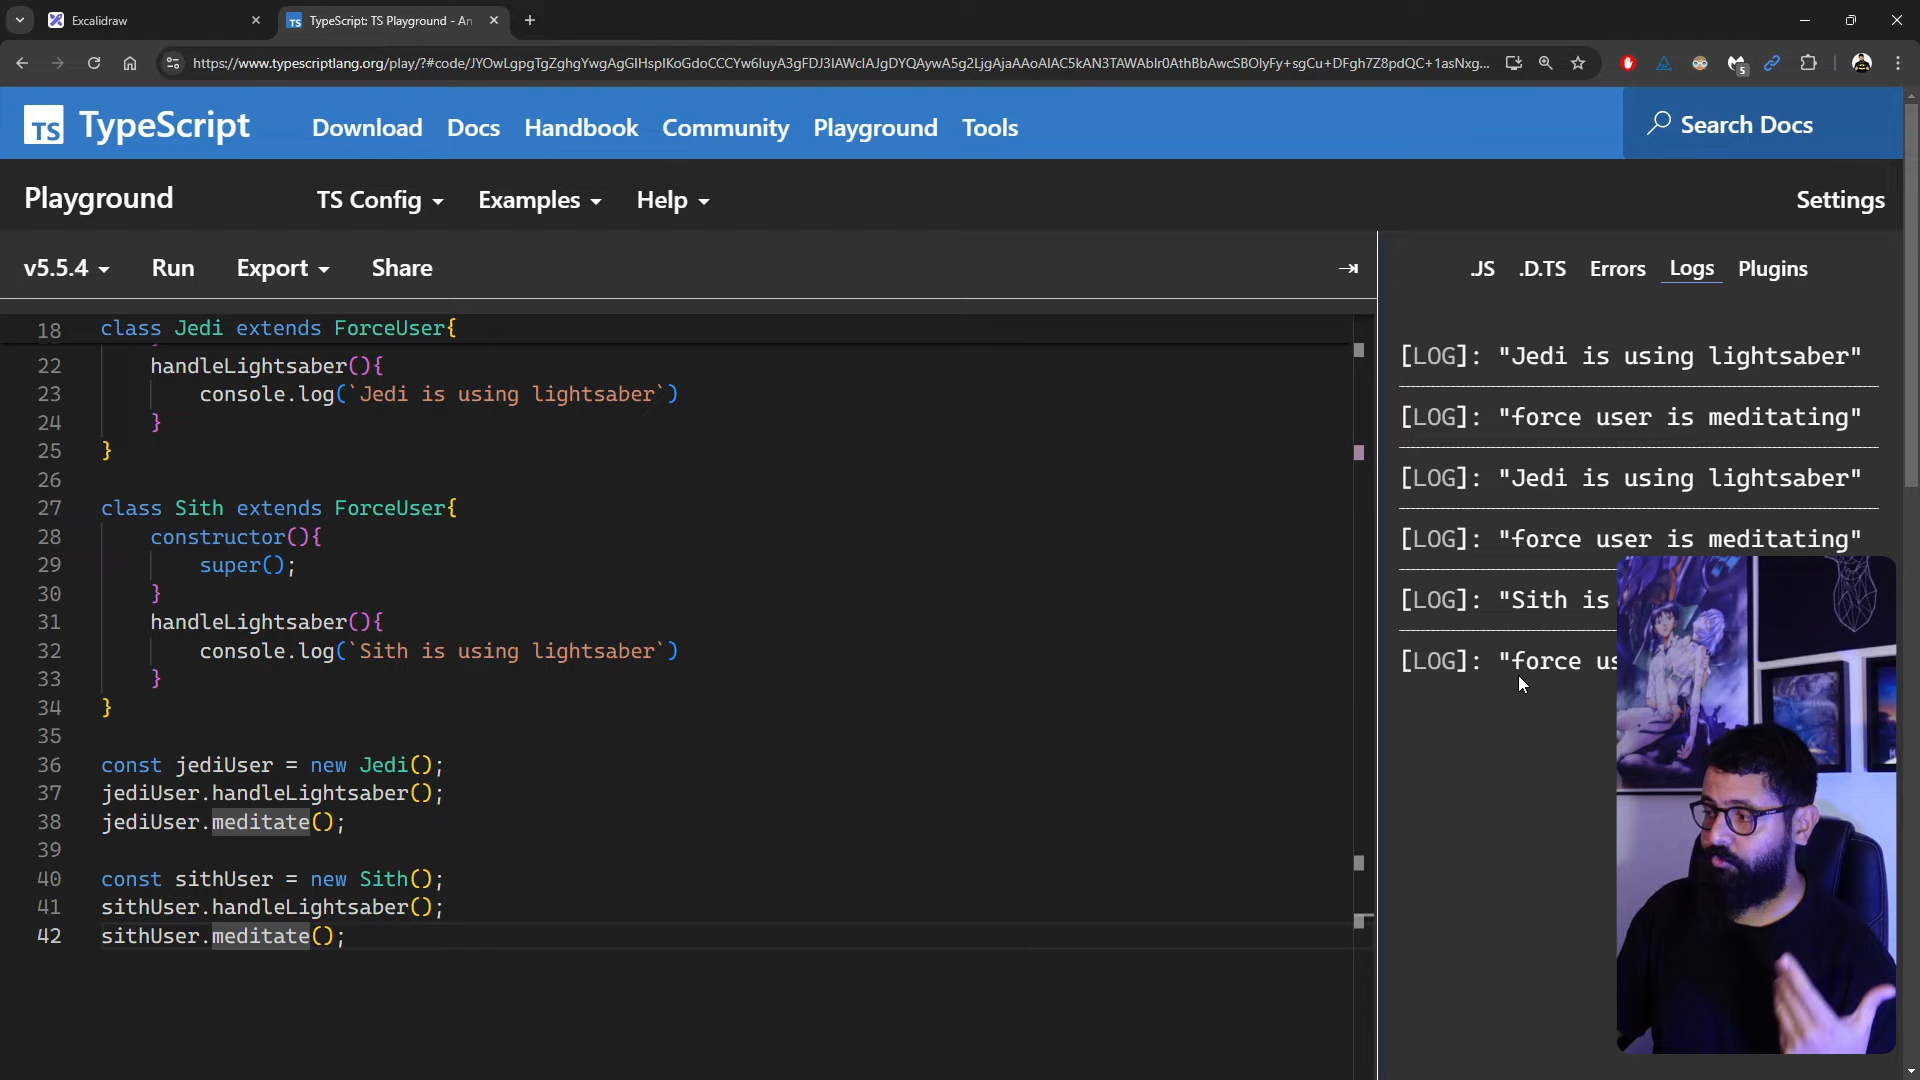 Excalidraw
TS TypeScript: TS Playground - An
https://www.typescriptlang.org/play/?#code/JYOwLgpgTgZghgYwgAgGIHsplKoGdoCCCYw6IuyA3gFDJ3IAWclAJgDYQAywA5g2LjgAjaAAoAIAC5kAN3TAWAblr0AthBbAwcSBOlyFy+sgCu+DFgh7Z8pdQC+1asNxg...
5
TS TypeScript
Download Docs Handbook Community Playground Tools
Search Docs
Playground
TS Config Examples Help
Settings
v5.5.4 Run Export Share
.JS .D.TS Errors Logs Plugins
18 class Jedi extends ForceUser{
22 handleLightsaber(){
23 console.log(`Jedi is using lightsaber`)
24 }
25 }
26
27 class Sith extends ForceUser{
28 constructor(){
29 super();
30 }
31 handleLightsaber(){
32 console.log(`Sith is using lightsaber`)
33 }
34 }
35
36 const jediUser = new Jedi();
37 jediUser.handleLightsaber();
38 jediUser.meditate();
39
40 const sithUser = new Sith();
41 sithUser.handleLightsaber();
42 sithUser.meditate();
[LOG]: "Jedi is using lightsaber"
[LOG]: "force user is meditating"
[LOG]: "Jedi is using lightsaber"
[LOG]: "force user is meditating"
[LOG]: "Sith is
[LOG]: "force us